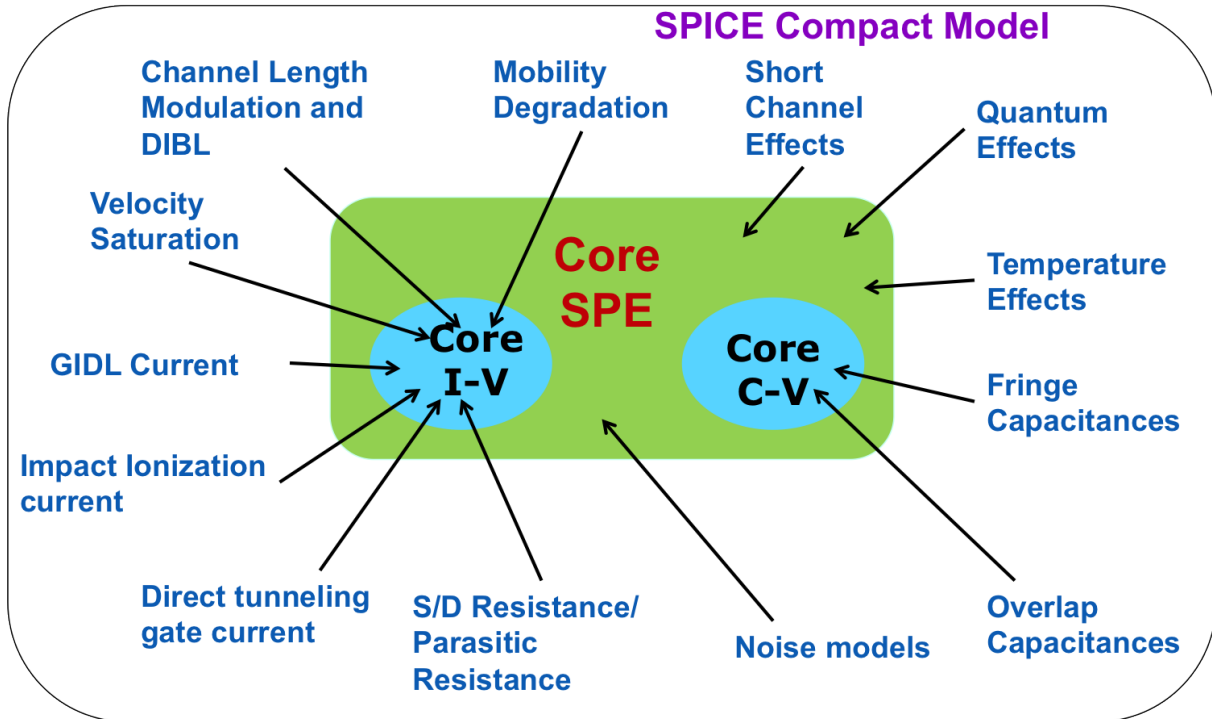 SPICE Compact Model
Channel Length
Modulation and
DIBL
Mobility
Degradation
Short
Channel
Effects
Quantum
Effects
Velocity
Saturation
Core
SPE
Temperature
Effects
GIDL Current
Core
I-V
Core
C-V
Fringe
Capacitances
Impact Ionization
current
Direct tunneling
gate current
S/D Resistance/
Parasitic
Resistance
Noise models
Overlap
Capacitances